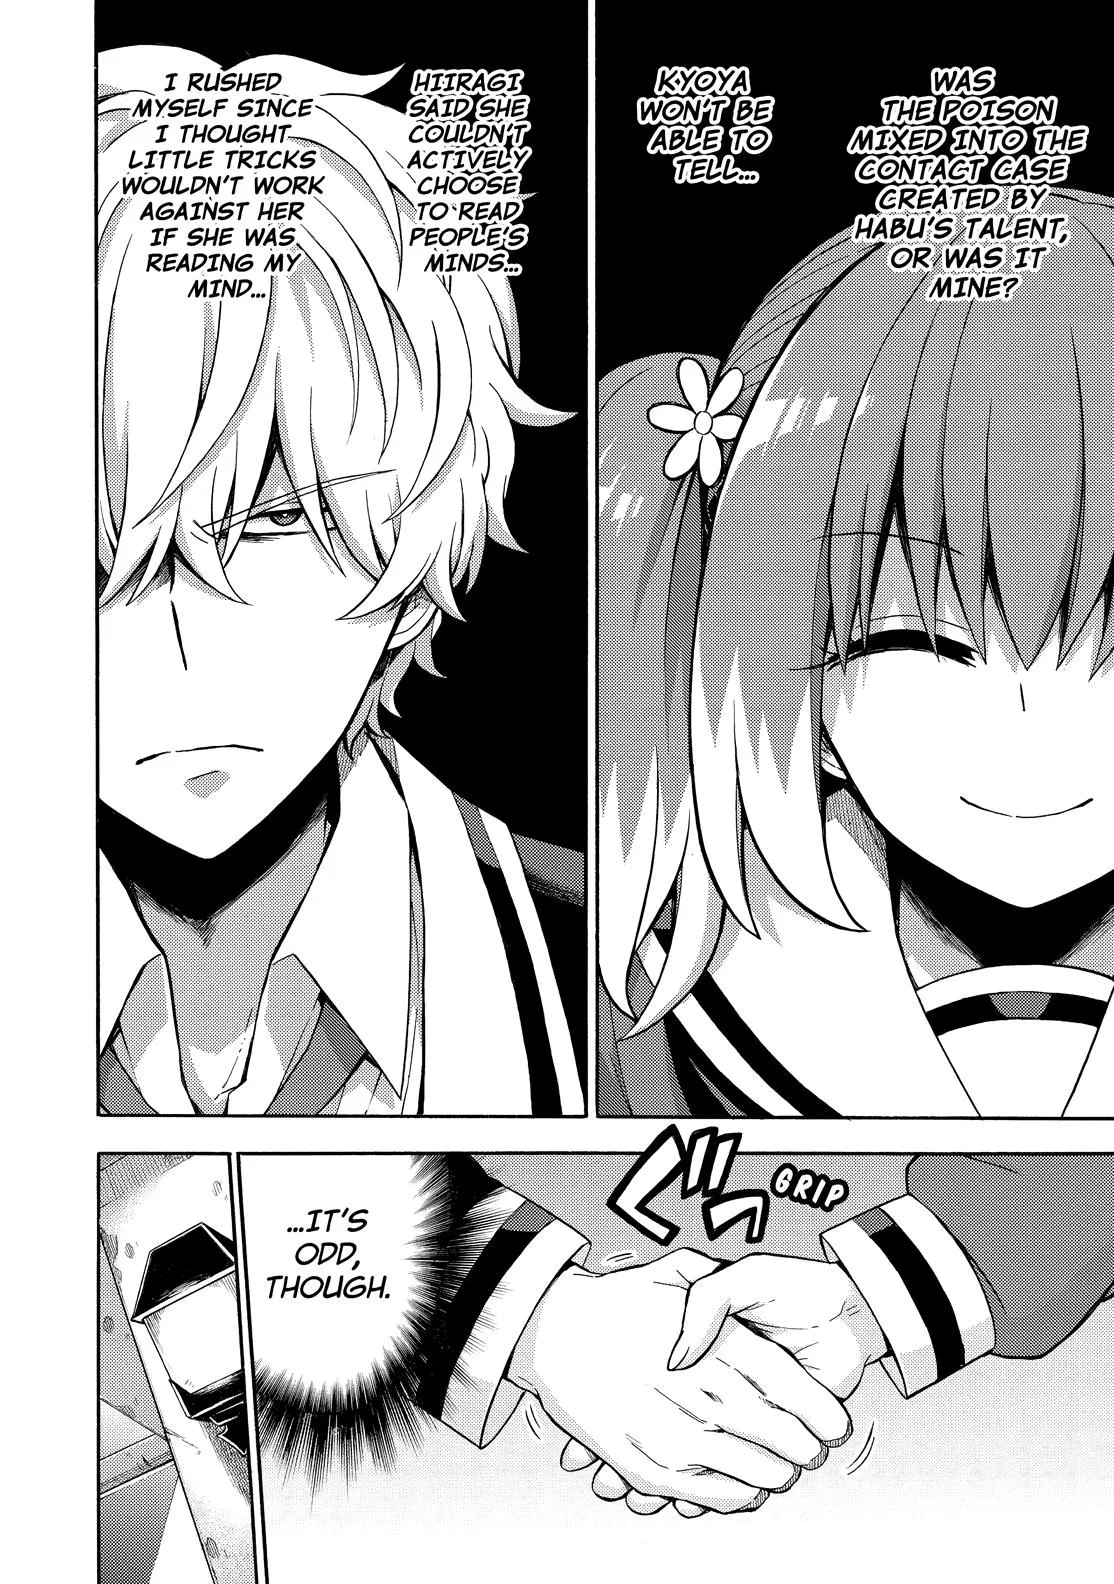 WAS
THE POISON
MIXED INTO THE
CONTACT CASE
CREATED BY
HABU'S TALENT,
OR WAS IT
MINE?
KYOYA
WON'T BE
ABLE TO
TELL...
HIIRAGI
SAID SHE
COULDN'T
ACTIVELY
CHOOSE
TO READ
PEOPLE'S
MINDS...
I RUSHED
MYSELF SINCE
I THOUGHT
LITTLE TRICKS
WOULDN'T WORK
AGAINST HER
IF SHE WAS
READING MY
MIND...
グッ
GRIP
...IT'S
ODD,
THOUGH.